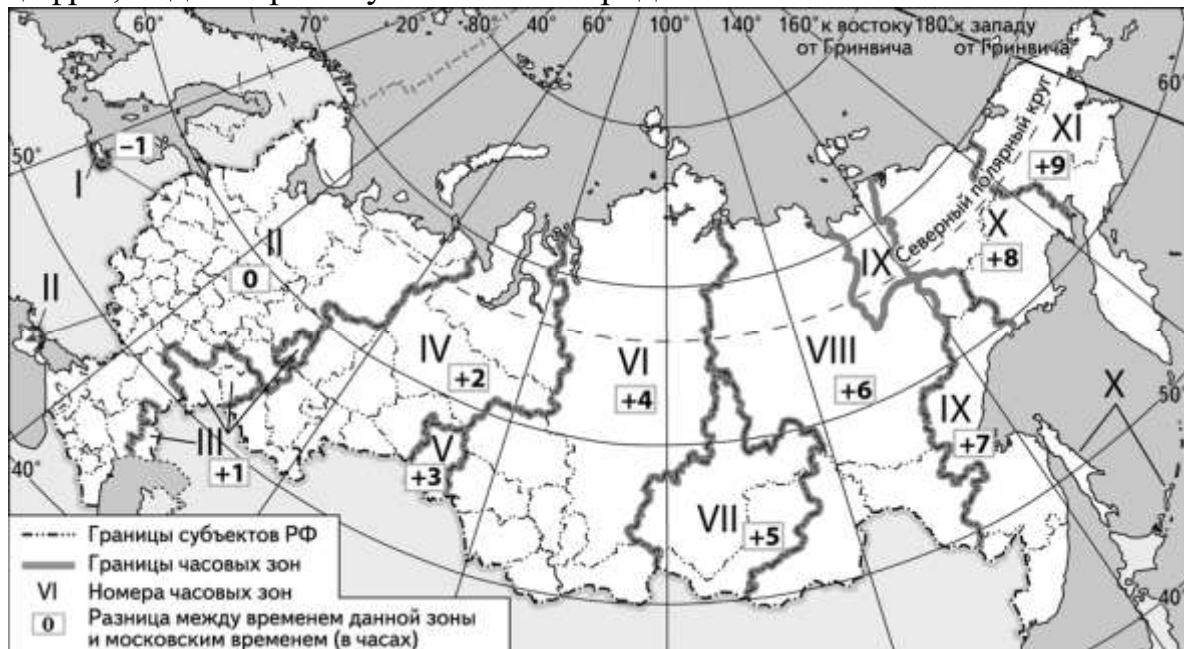 60°
70°
20°
40°
60°
80°
100°
120°
140°
160° к востоку
от Гринвича
180° к западу
от Гринвича
60°
50°
–1
I
II
0
II
III
+1
40°
IV
+2
V
+3
VI
+4
VII
+5
VIII
+6
IX
IX
+7
X
+8
XI
+9
Северный полярный круг
X
50°
40°
Границы субъектов РФ
Границы часовых зон
VI Номера часовых зон
0 Разница между временем данной зоны
и московским временем (в часах)